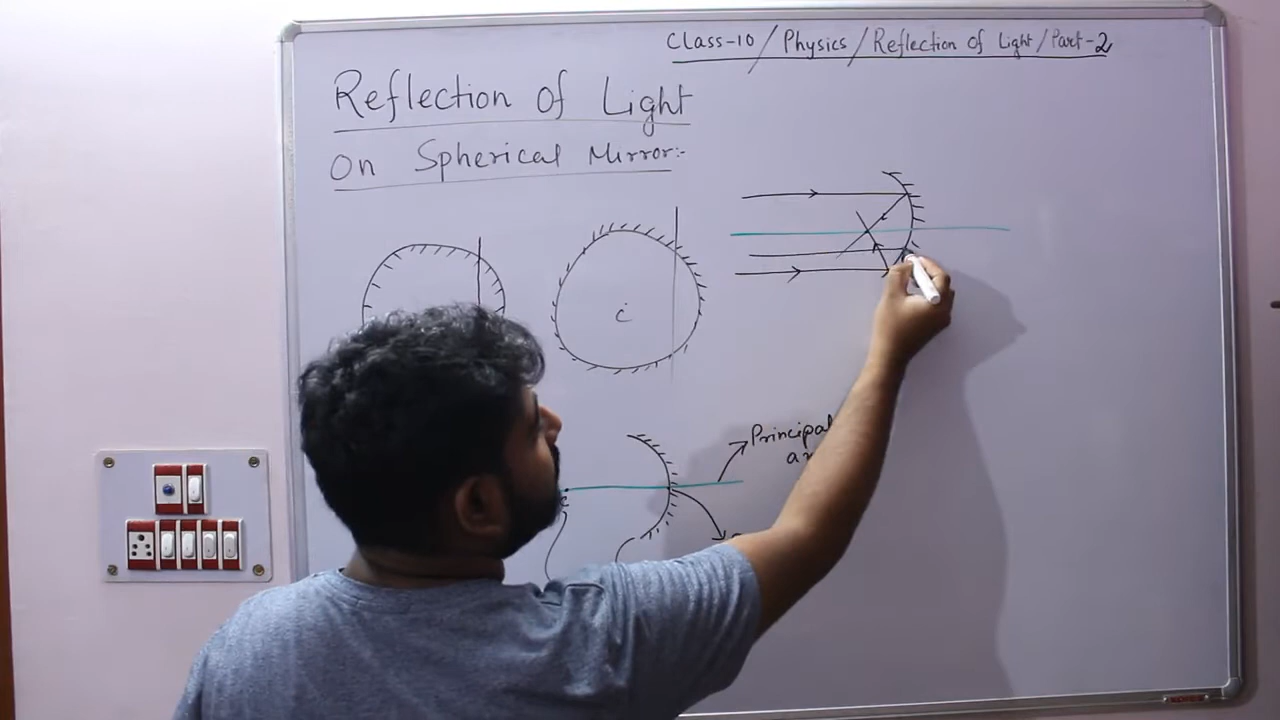 Class-10/Physics/Reflection of Light/Part-2
Reflection of Light
On Spherical Mirror:-
c
Principal
c